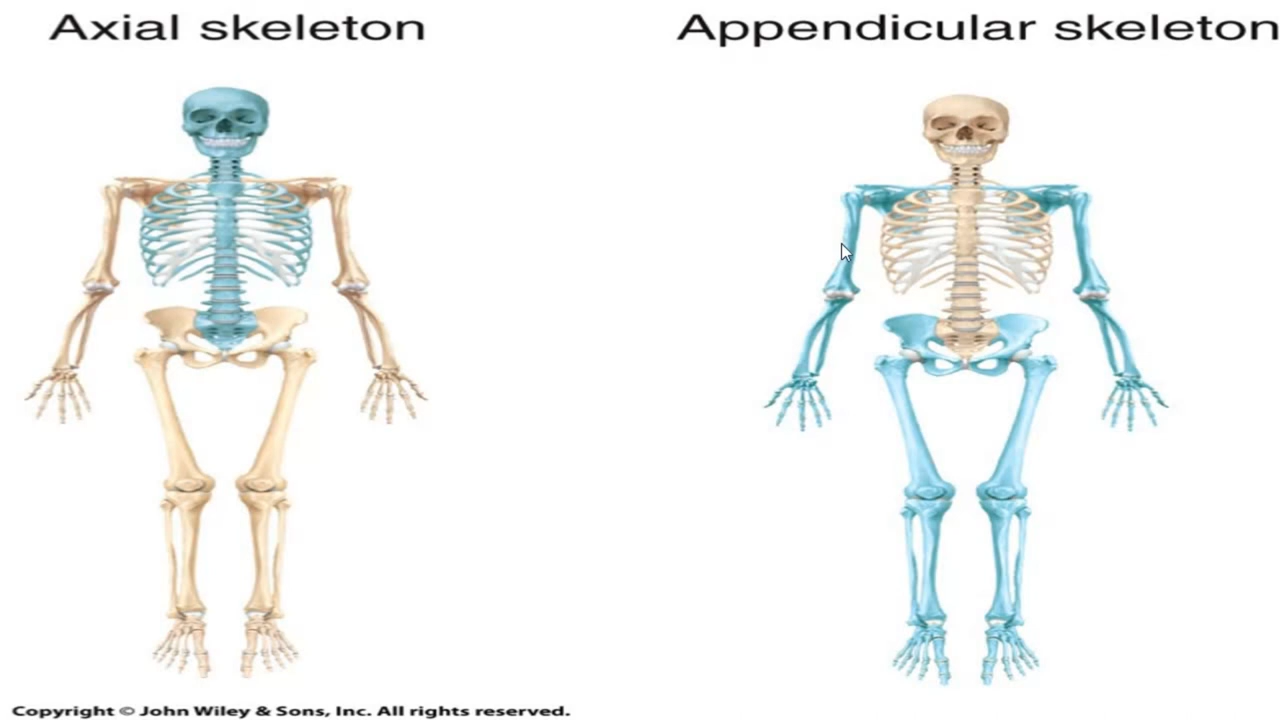 Axial skeleton
Appendicular skeleton
Copyright © John Wiley & Sons, Inc. All rights reserved.